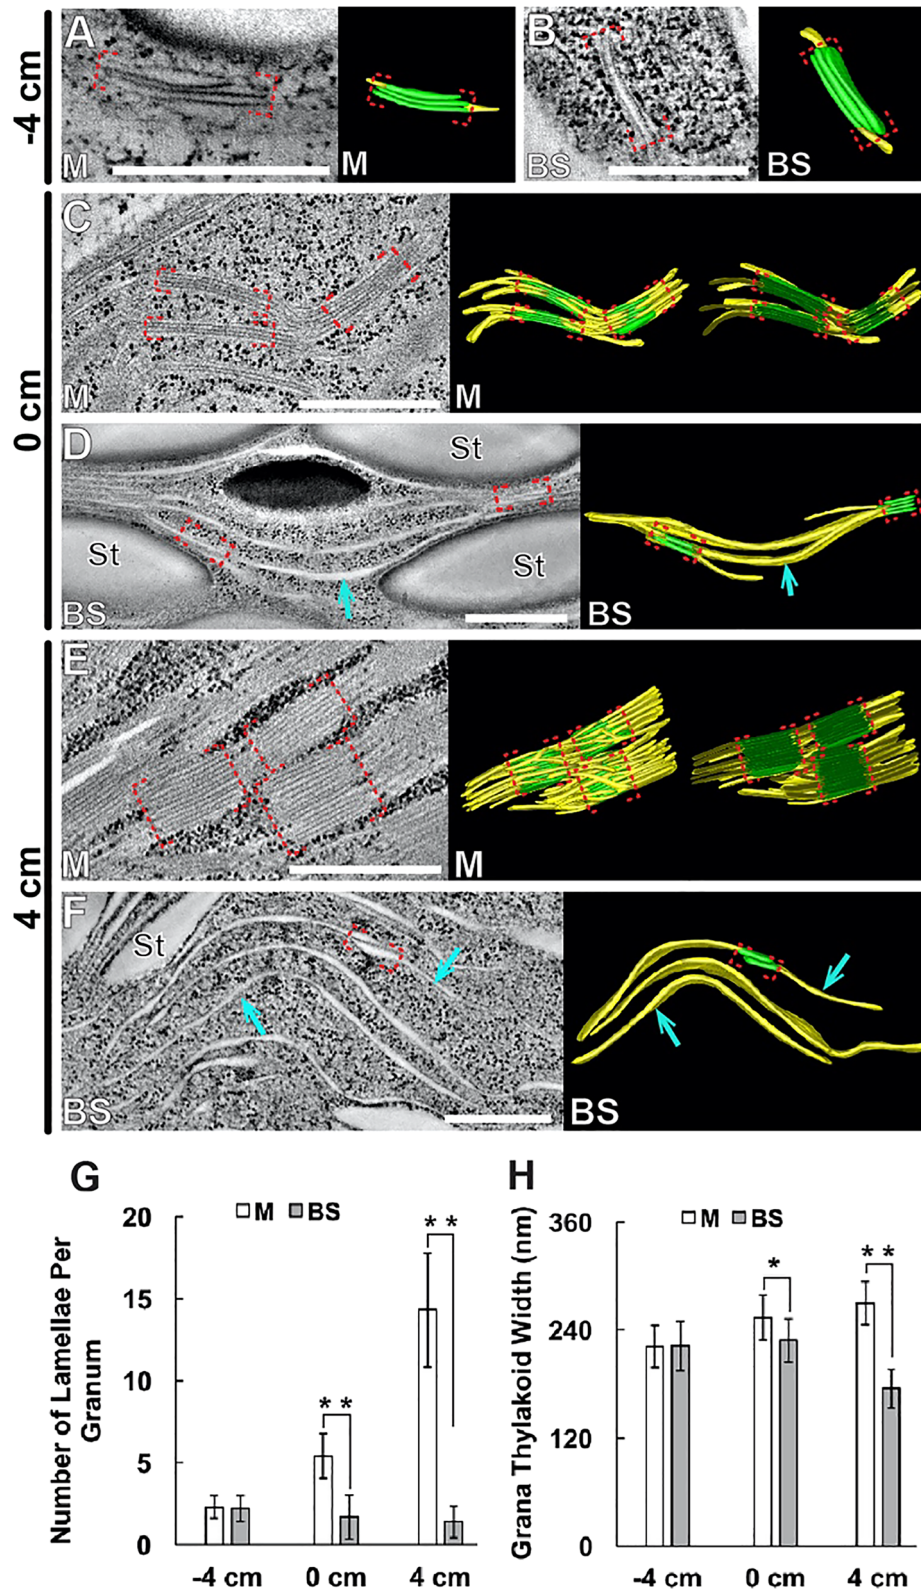 -4 cm
A
M
M
B
BS
BS
0 cm
C
M
M
D
St
St
St
BS
BS
4 cm
E
M
M
F
St
BS
BS
G
M BS
Number of Lamellae Per
Granum
20
15
10
5
0
* *
* *
-4 cm 0 cm 4 cm
H
M BS
Grana Thylakoid Width (nm)
360
240
120
0
*
* *
-4 cm 0 cm 4 cm